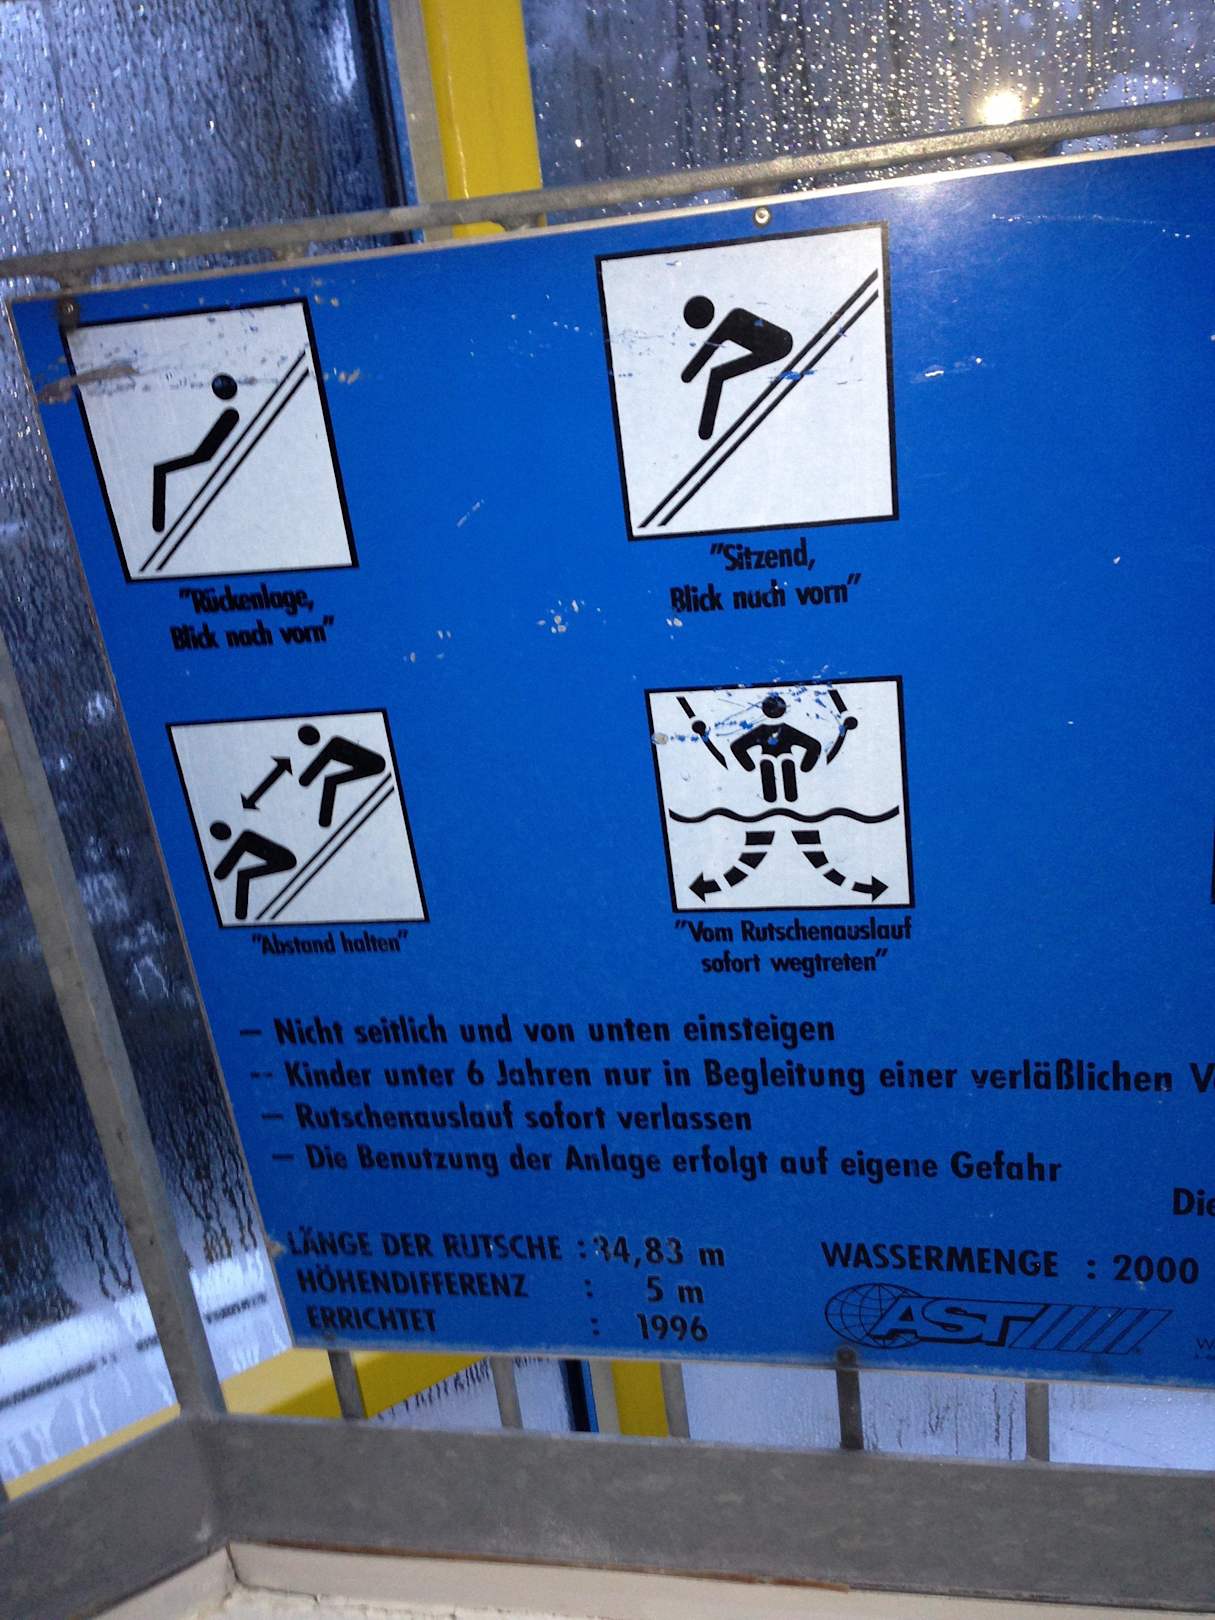 "Rückenlage,
Blick nach vorn"
"Sitzend,
Blick nach vorn"
"Abstand halten"
"Vom Rutschenauslauf
sofort wegtreten"
– Nicht seitlich und von unten einsteigen
-- Kinder unter 6 Jahren nur in Begleitung einer verläßlichen
– Rutschenauslauf sofort verlassen
– Die Benutzung der Anlage erfolgt auf eigene Gefahr
Die
LÄNGE DER RUTSCHE : 34,83 m
WASSERMENGE : 2000
HÖHENDIFFERENZ : 5 m
ERRICHTET : 1996
AST